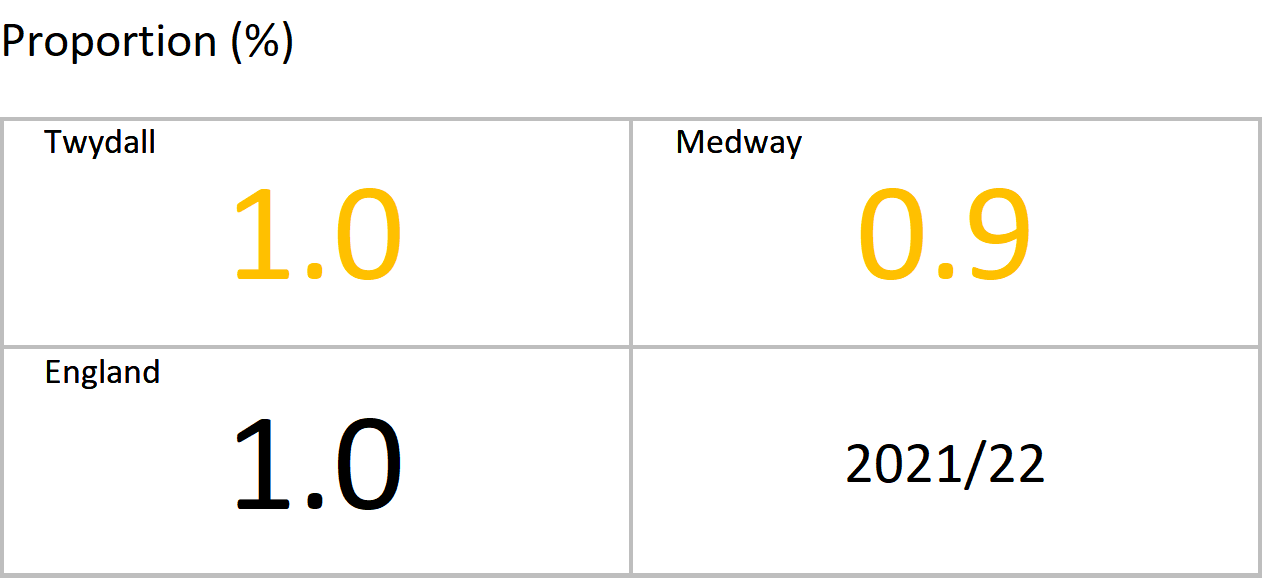 Proportion (%)
Twydall
1.0
Medway
0.9
England
1.0
2021/22